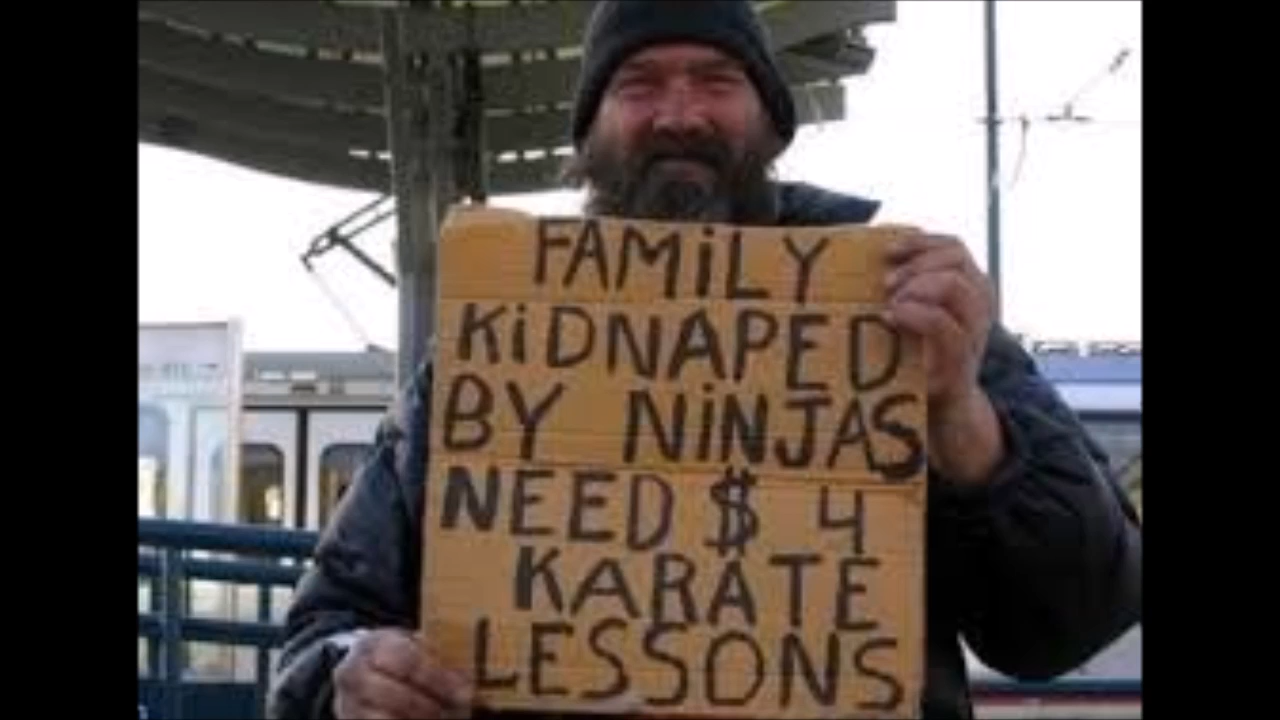 FAMiLY
KiDNAPED
BY NiNJAS
NEED $ 4
KARATE
LESSONS